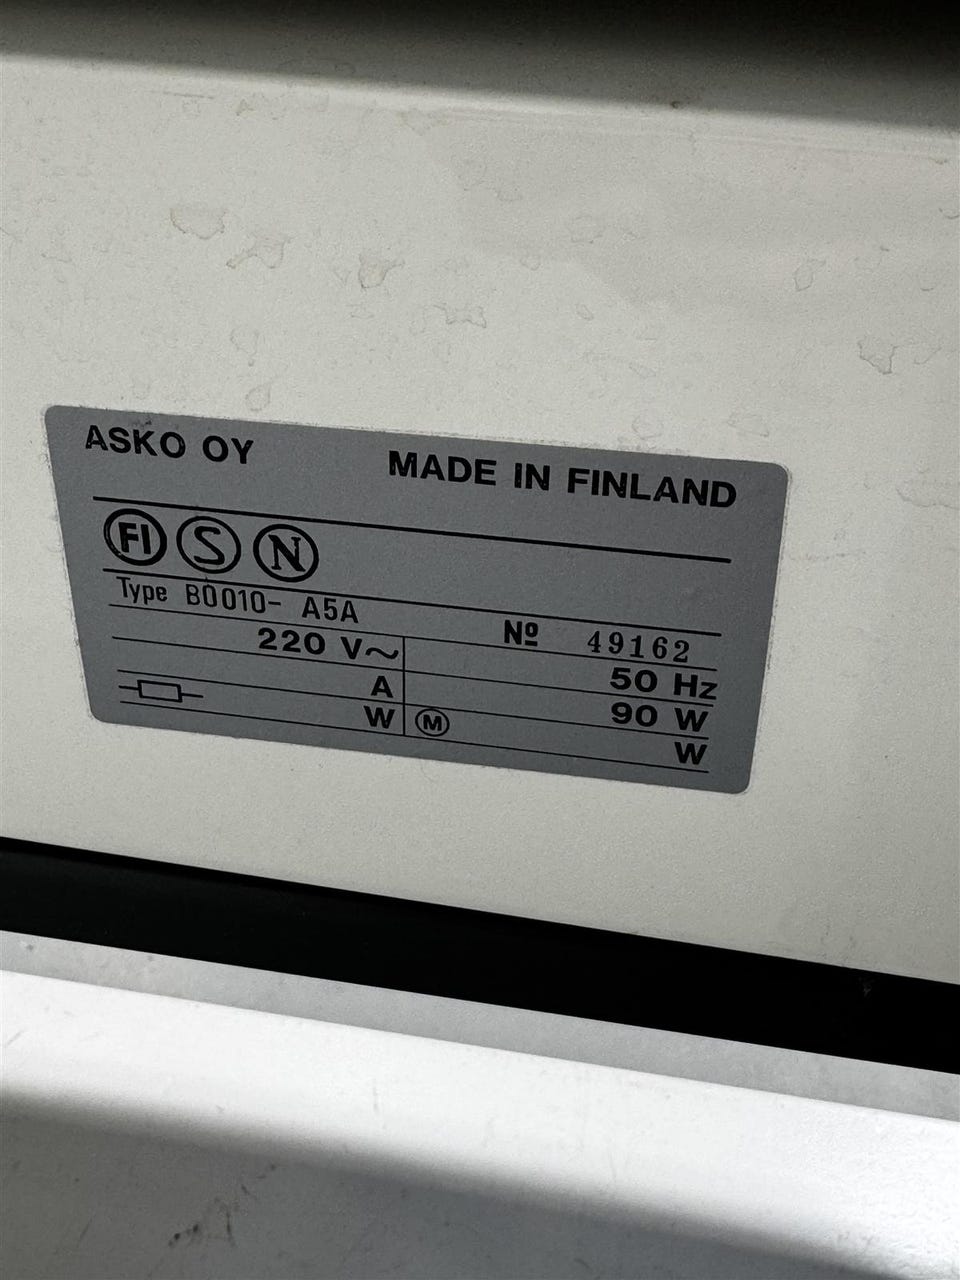 ASKO OY MADE IN FINLAND
FI S N
Type B0010- A5A Nº 49162
220 V~ 50 Hz
A 90 W
W M W